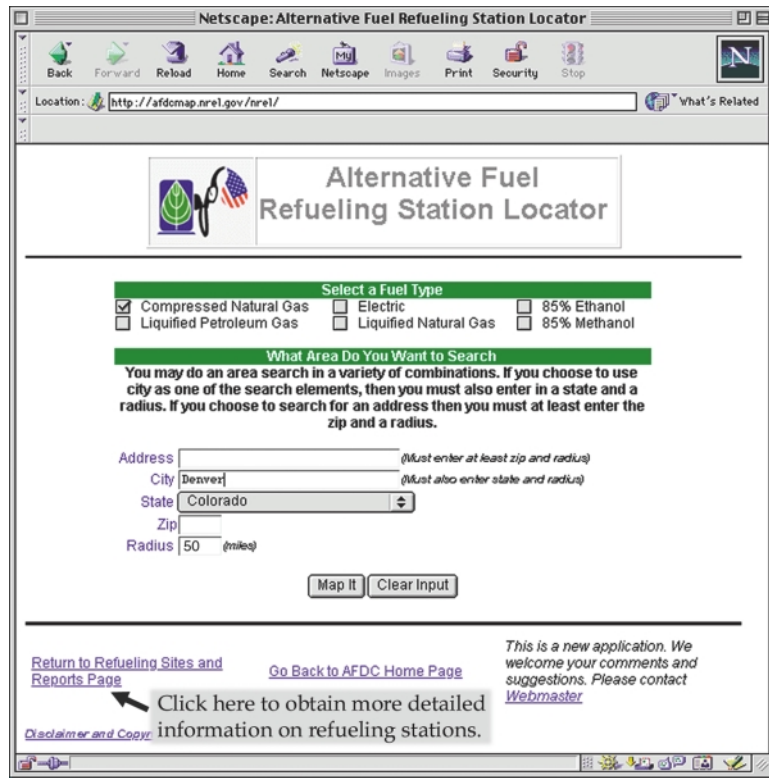 Netscape: Alternative Fuel Refueling Station Locator
Back Forward Reload Home Search Netscape Images Print Security Stop
My
N
Location: http://afdcmap.nrel.gov/nrel/ What's Related
Alternative Fuel
Refueling Station Locator
Select a Fuel Type
Compressed Natural Gas Electric 85% Ethanol
Liquified Petroleum Gas Liquified Natural Gas 85% Methanol
What Area Do You Want to Search
You may do an area search in a variety of combinations. If you choose to use
city as one of the search elements, then you must also enter in a state and a
radius. If you choose to search for an address then you must at least enter the
zip and a radius.
Address (Must enter at least zip and radius)
City Denver (Must also enter state and radius)
State Colorado
Zip
Radius 50 (miles)
Map It Clear Input
Return to Refueling Sites and
Reports Page
Go Back to AFDC Home Page
This is a new application. We
welcome your comments and
suggestions. Please contact
Webmaster
Click here to obtain more detailed
information on refueling stations.
Disclaimer and Copyr